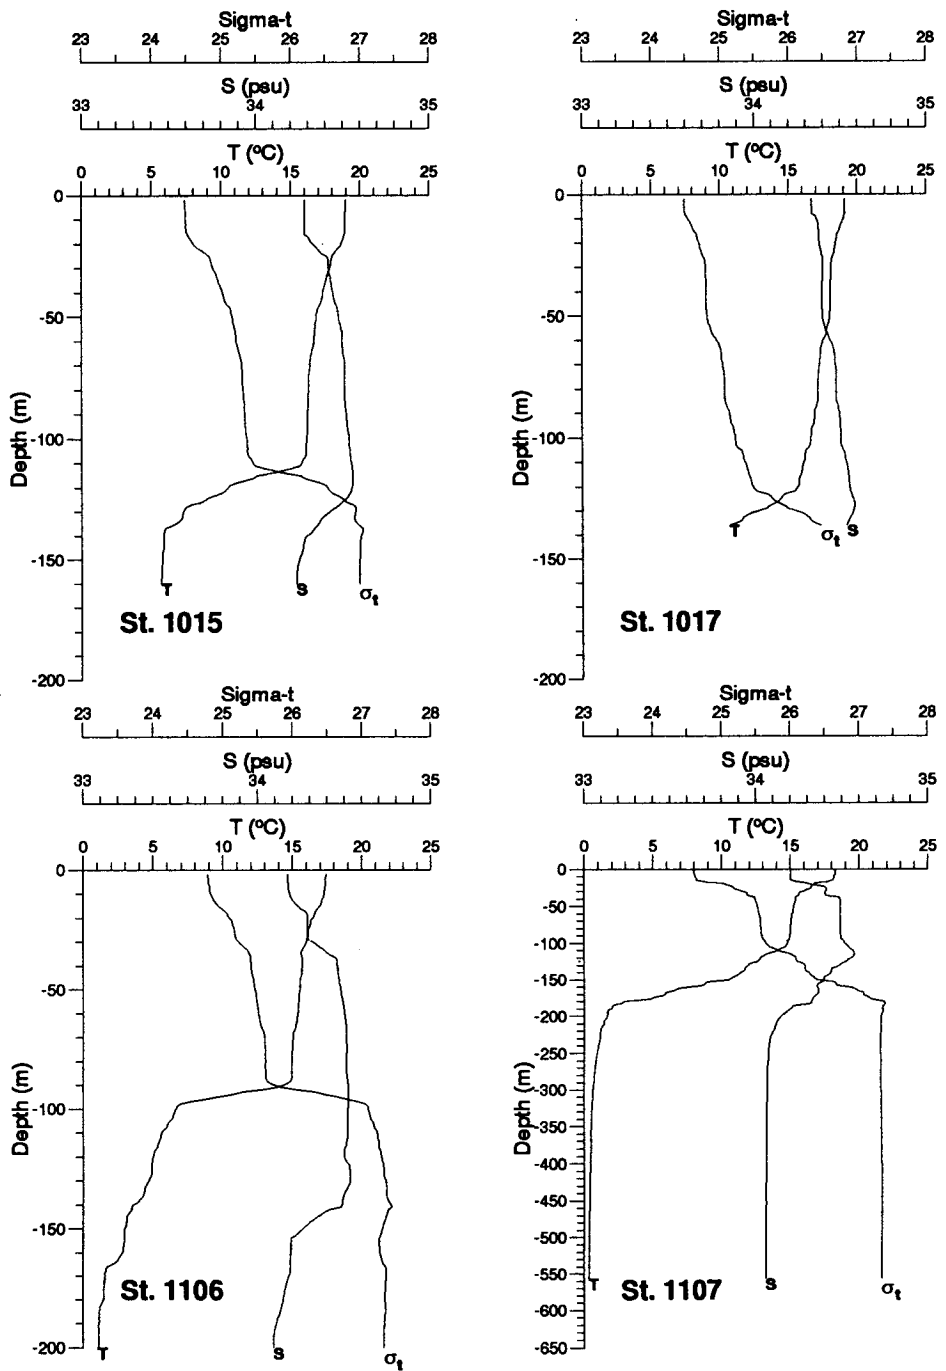 Sigma-t
23 24 25 26 27 28
S (psu)
33 34 35
T (ºC)
0 5 10 15 20 25
Depth (m)
0
-50
-100
-150
-200
T S σt
St. 1015
Sigma-t
23 24 25 26 27 28
S (psu)
33 34 35
T (ºC)
0 5 10 15 20 25
Depth (m)
0
-50
-100
-150
-200
T σt S
St. 1017
Sigma-t
23 24 25 26 27 28
S (psu)
33 34 35
T (ºC)
0 5 10 15 20 25
Depth (m)
0
-50
-100
-150
-200
St. 1106
T S σt
Sigma-t
23 24 25 26 27 28
S (psu)
33 34 35
T (ºC)
0 5 10 15 20 25
Depth (m)
0
-50
-100
-150
-200
-250
-300
-350
-400
-450
-500
-550
-600
-650
T S σt
St. 1107